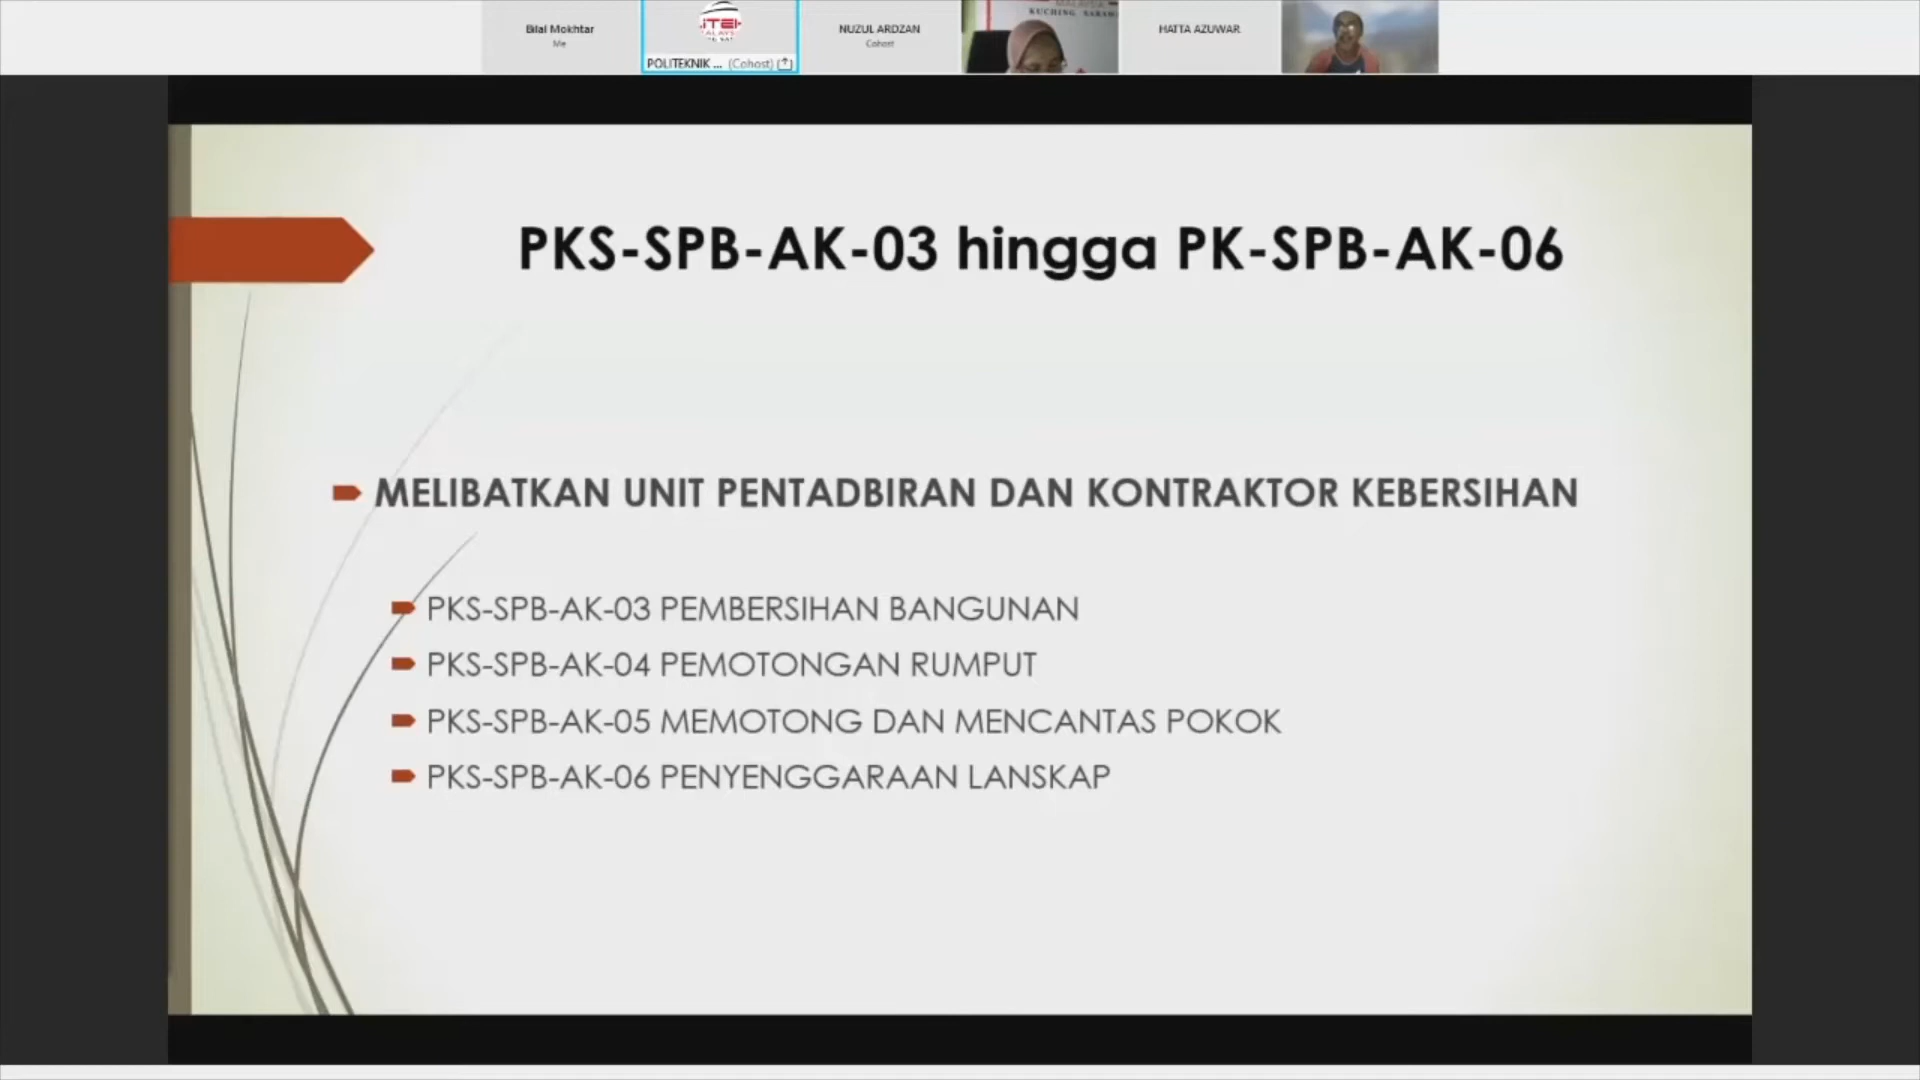 Bilal Mokhtar
Me
POLITEKNIK ... (Cohost)
NUZUL ARDZAN
Cohost
KUCHING
HATTA AZUWAR
PKS-SPB-AK-03 hingga PK-SPB-AK-06
MELIBATKAN UNIT PENTADBIRAN DAN KONTRAKTOR KEBERSIHAN
PKS-SPB-AK-03 PEMBERSIHAN BANGUNAN
PKS-SPB-AK-04 PEMOTONGAN RUMPUT
PKS-SPB-AK-05 MEMOTONG DAN MENCANTAS POKOK
PKS-SPB-AK-06 PENYENGGARAAN LANSKAP